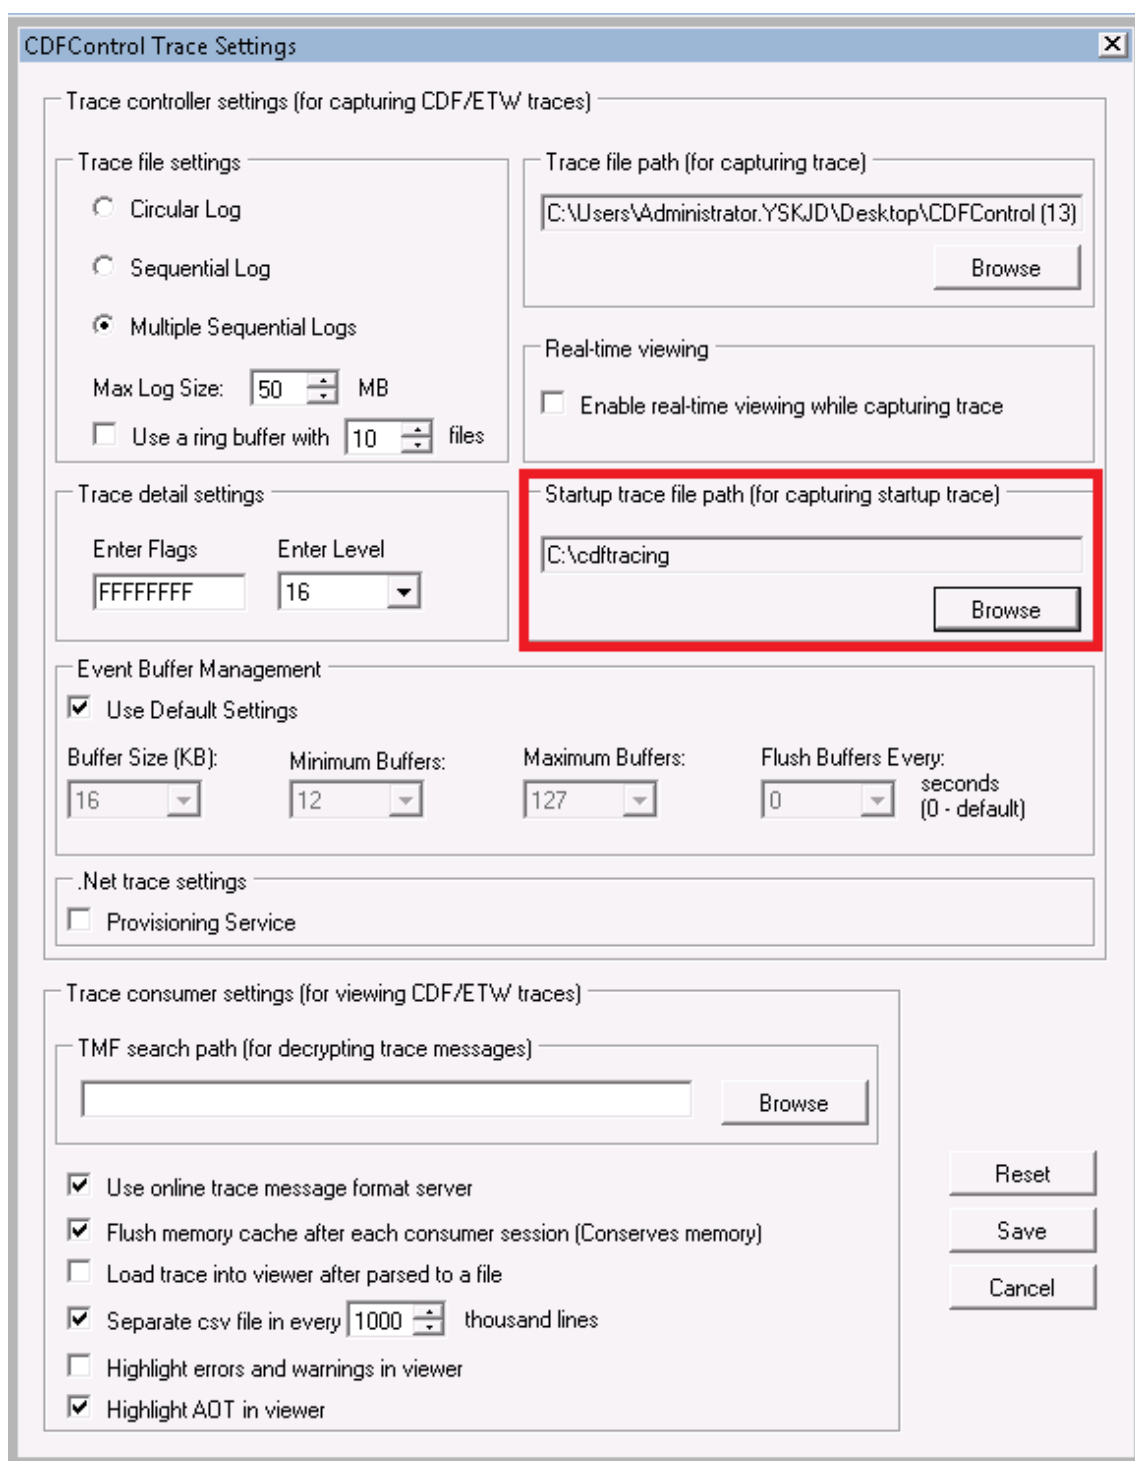 CDFControl Trace Settings
Trace controller settings (for capturing CDF/ETW traces)
Trace file settings
Circular Log
Sequential Log
Multiple Sequential Logs
Max Log Size: 50 MB
Use a ring buffer with 10 files
Trace file path (for capturing trace)
C:\Users\Administrator.YSKJD\Desktop\CDFControl (13)
Browse
Real-time viewing
Enable real-time viewing while capturing trace
Trace detail settings
Enter Flags Enter Level
FFFFFFFF 16
Startup trace file path (for capturing startup trace)
C:\cdftracing
Browse
Event Buffer Management
Use Default Settings
Buffer Size (KB): Minimum Buffers: Maximum Buffers: Flush Buffers Every:
16 12 127 0 seconds
(0 - default)
.Net trace settings
Provisioning Service
Trace consumer settings (for viewing CDF/ETW traces)
TMF search path (for decrypting trace messages)
Browse
Use online trace message format server
Flush memory cache after each consumer session (Conserves memory)
Load trace into viewer after parsed to a file
Separate csv file in every 1000 thousand lines
Highlight errors and warnings in viewer
Highlight AOT in viewer
Reset
Save
Cancel